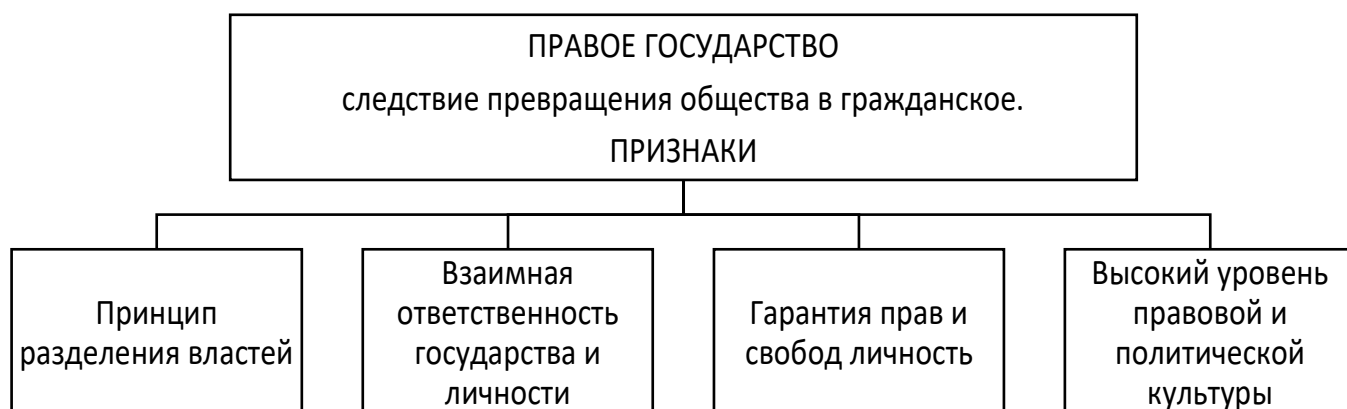 ПРАВОЕ ГОСУДАРСТВО
следствие превращения общества в гражданское.
ПРИЗНАКИ
Принцип
разделения властей
Взаимная
ответственность
государства и
личности
Гарантия прав и
свобод личность
Высокий уровень
правовой и
политической
культуры